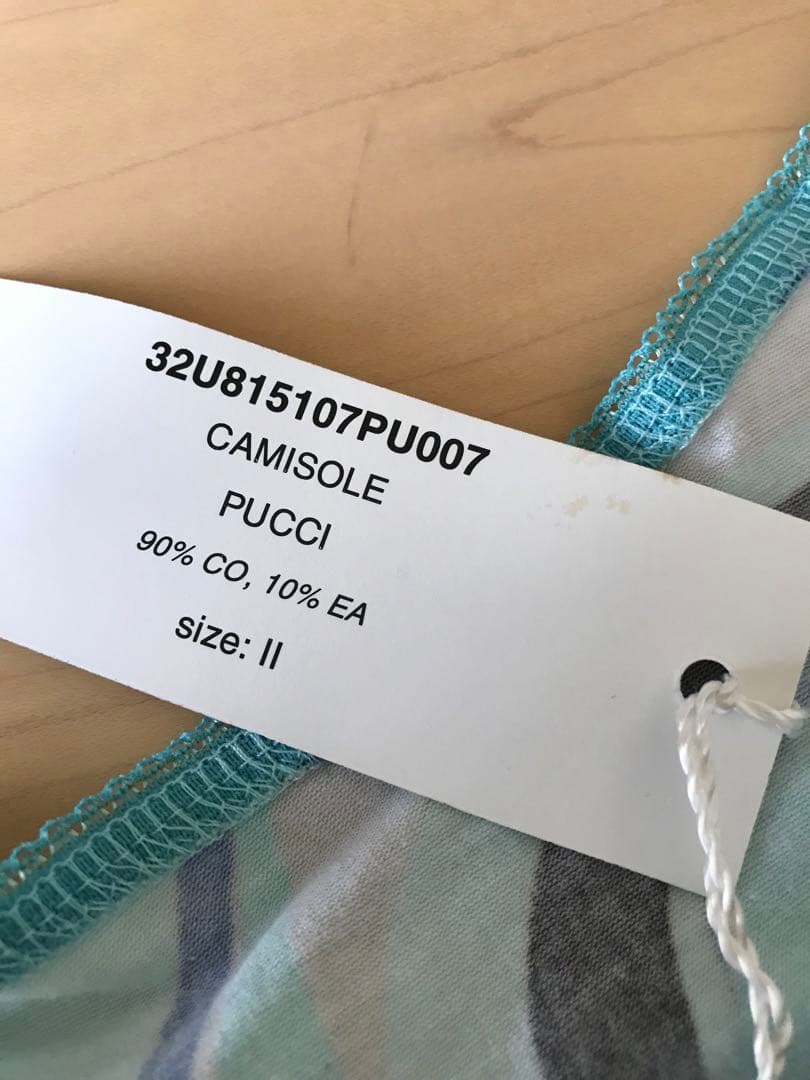 32U815107PU007
CAMISOLE
PUCCI
90% CO, 10% EA
size: II